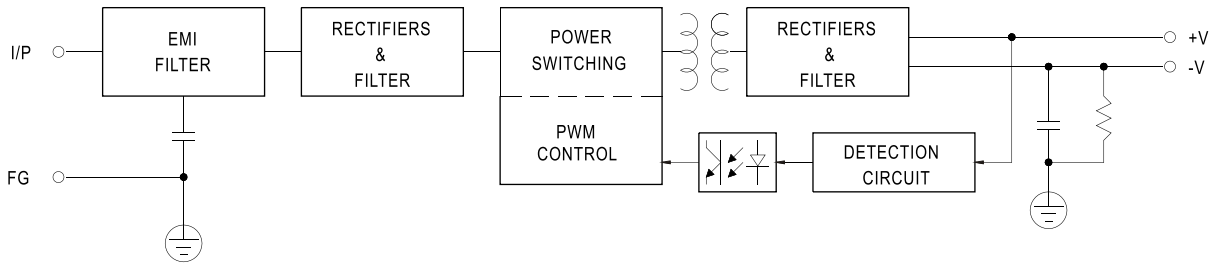 I/P
EMI
FILTER
RECTIFIERS
&
FILTER
POWER
SWITCHING
PWM
CONTROL
RECTIFIERS
&
FILTER
+V
-V
DETECTION
CIRCUIT
FG